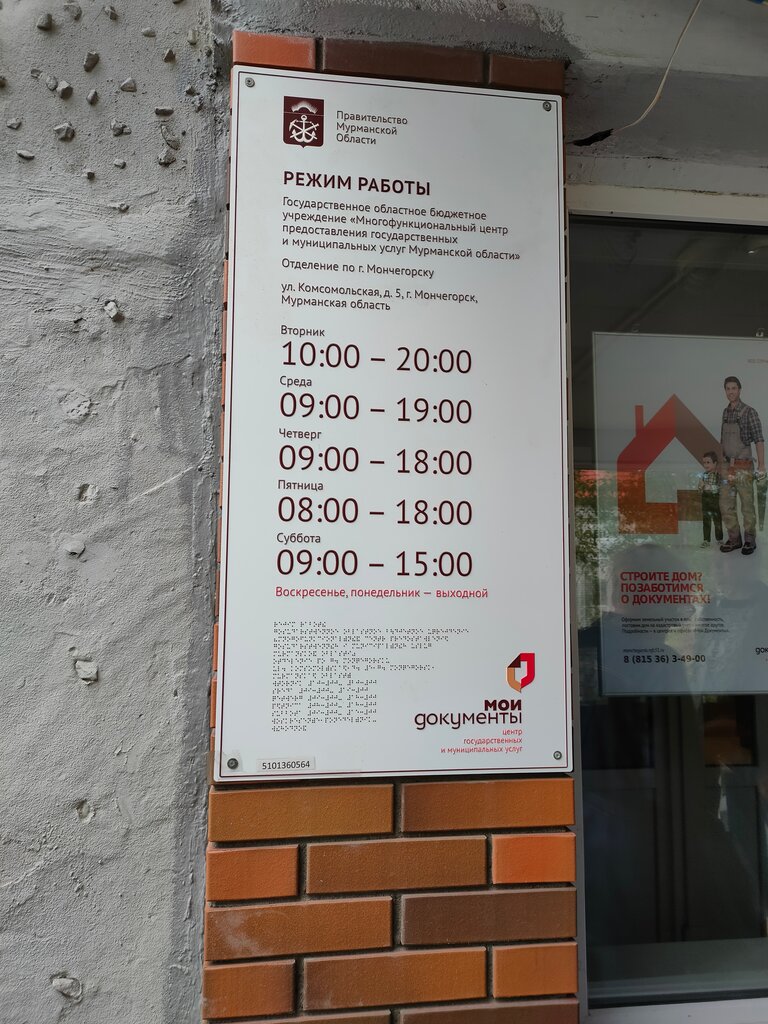 Правительство
Мурманской
Области
РЕЖИМ РАБОТЫ
Государственное областное бюджетное
учреждение «Многофункциональный центр
предоставления государственных
и муниципальных услуг Мурманской области»
Отделение по г. Мончегорску
ул. Комсомольская, д. 5, г. Мончегорск,
Мурманская область
Вторник
10:00 – 20:00
Среда
09:00 – 19:00
Четверг
09:00 – 18:00
Пятница
08:00 – 18:00
Суббота
09:00 – 15:00
Воскресенье, понедельник — выходной
мои
документы
центр
государственных
и муниципальных услуг
5101360564
СТРОИТЕ ДОМ?
ПОЗАБОТИМСЯ
О ДОКУМЕНТАХ!
8 (815 36) 3-49-00